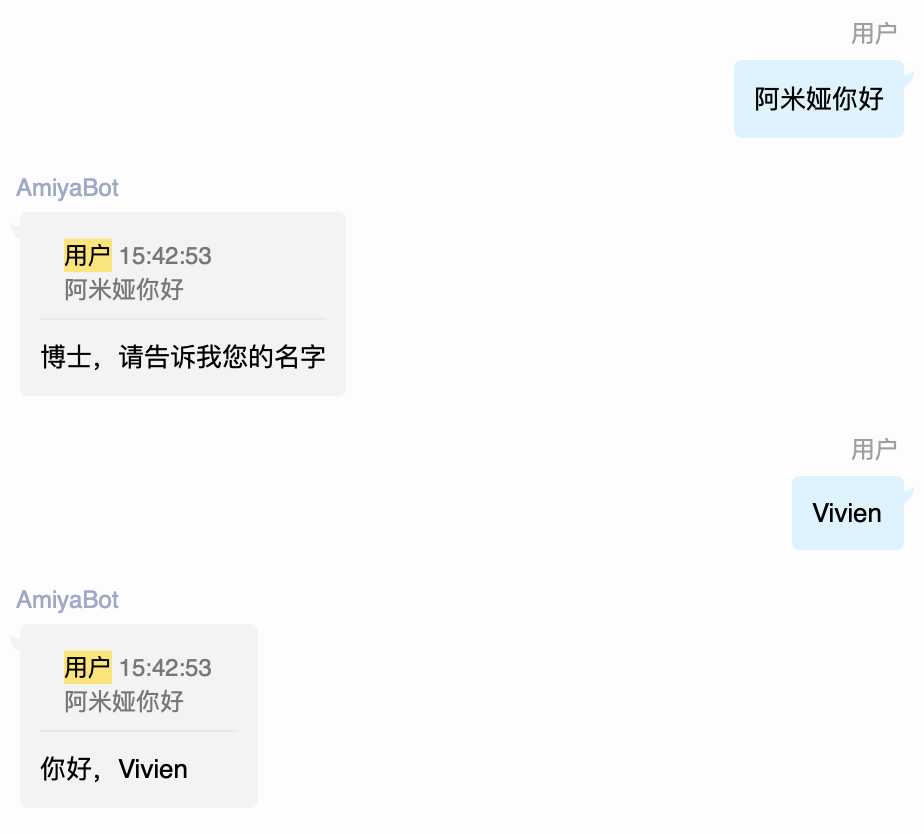 用户
阿米娅你好
AmiyaBot
用户 15:42:53
阿米娅你好
博士，请告诉我您的名字
用户
Vivien
AmiyaBot
用户 15:42:53
阿米娅你好
你好，Vivien